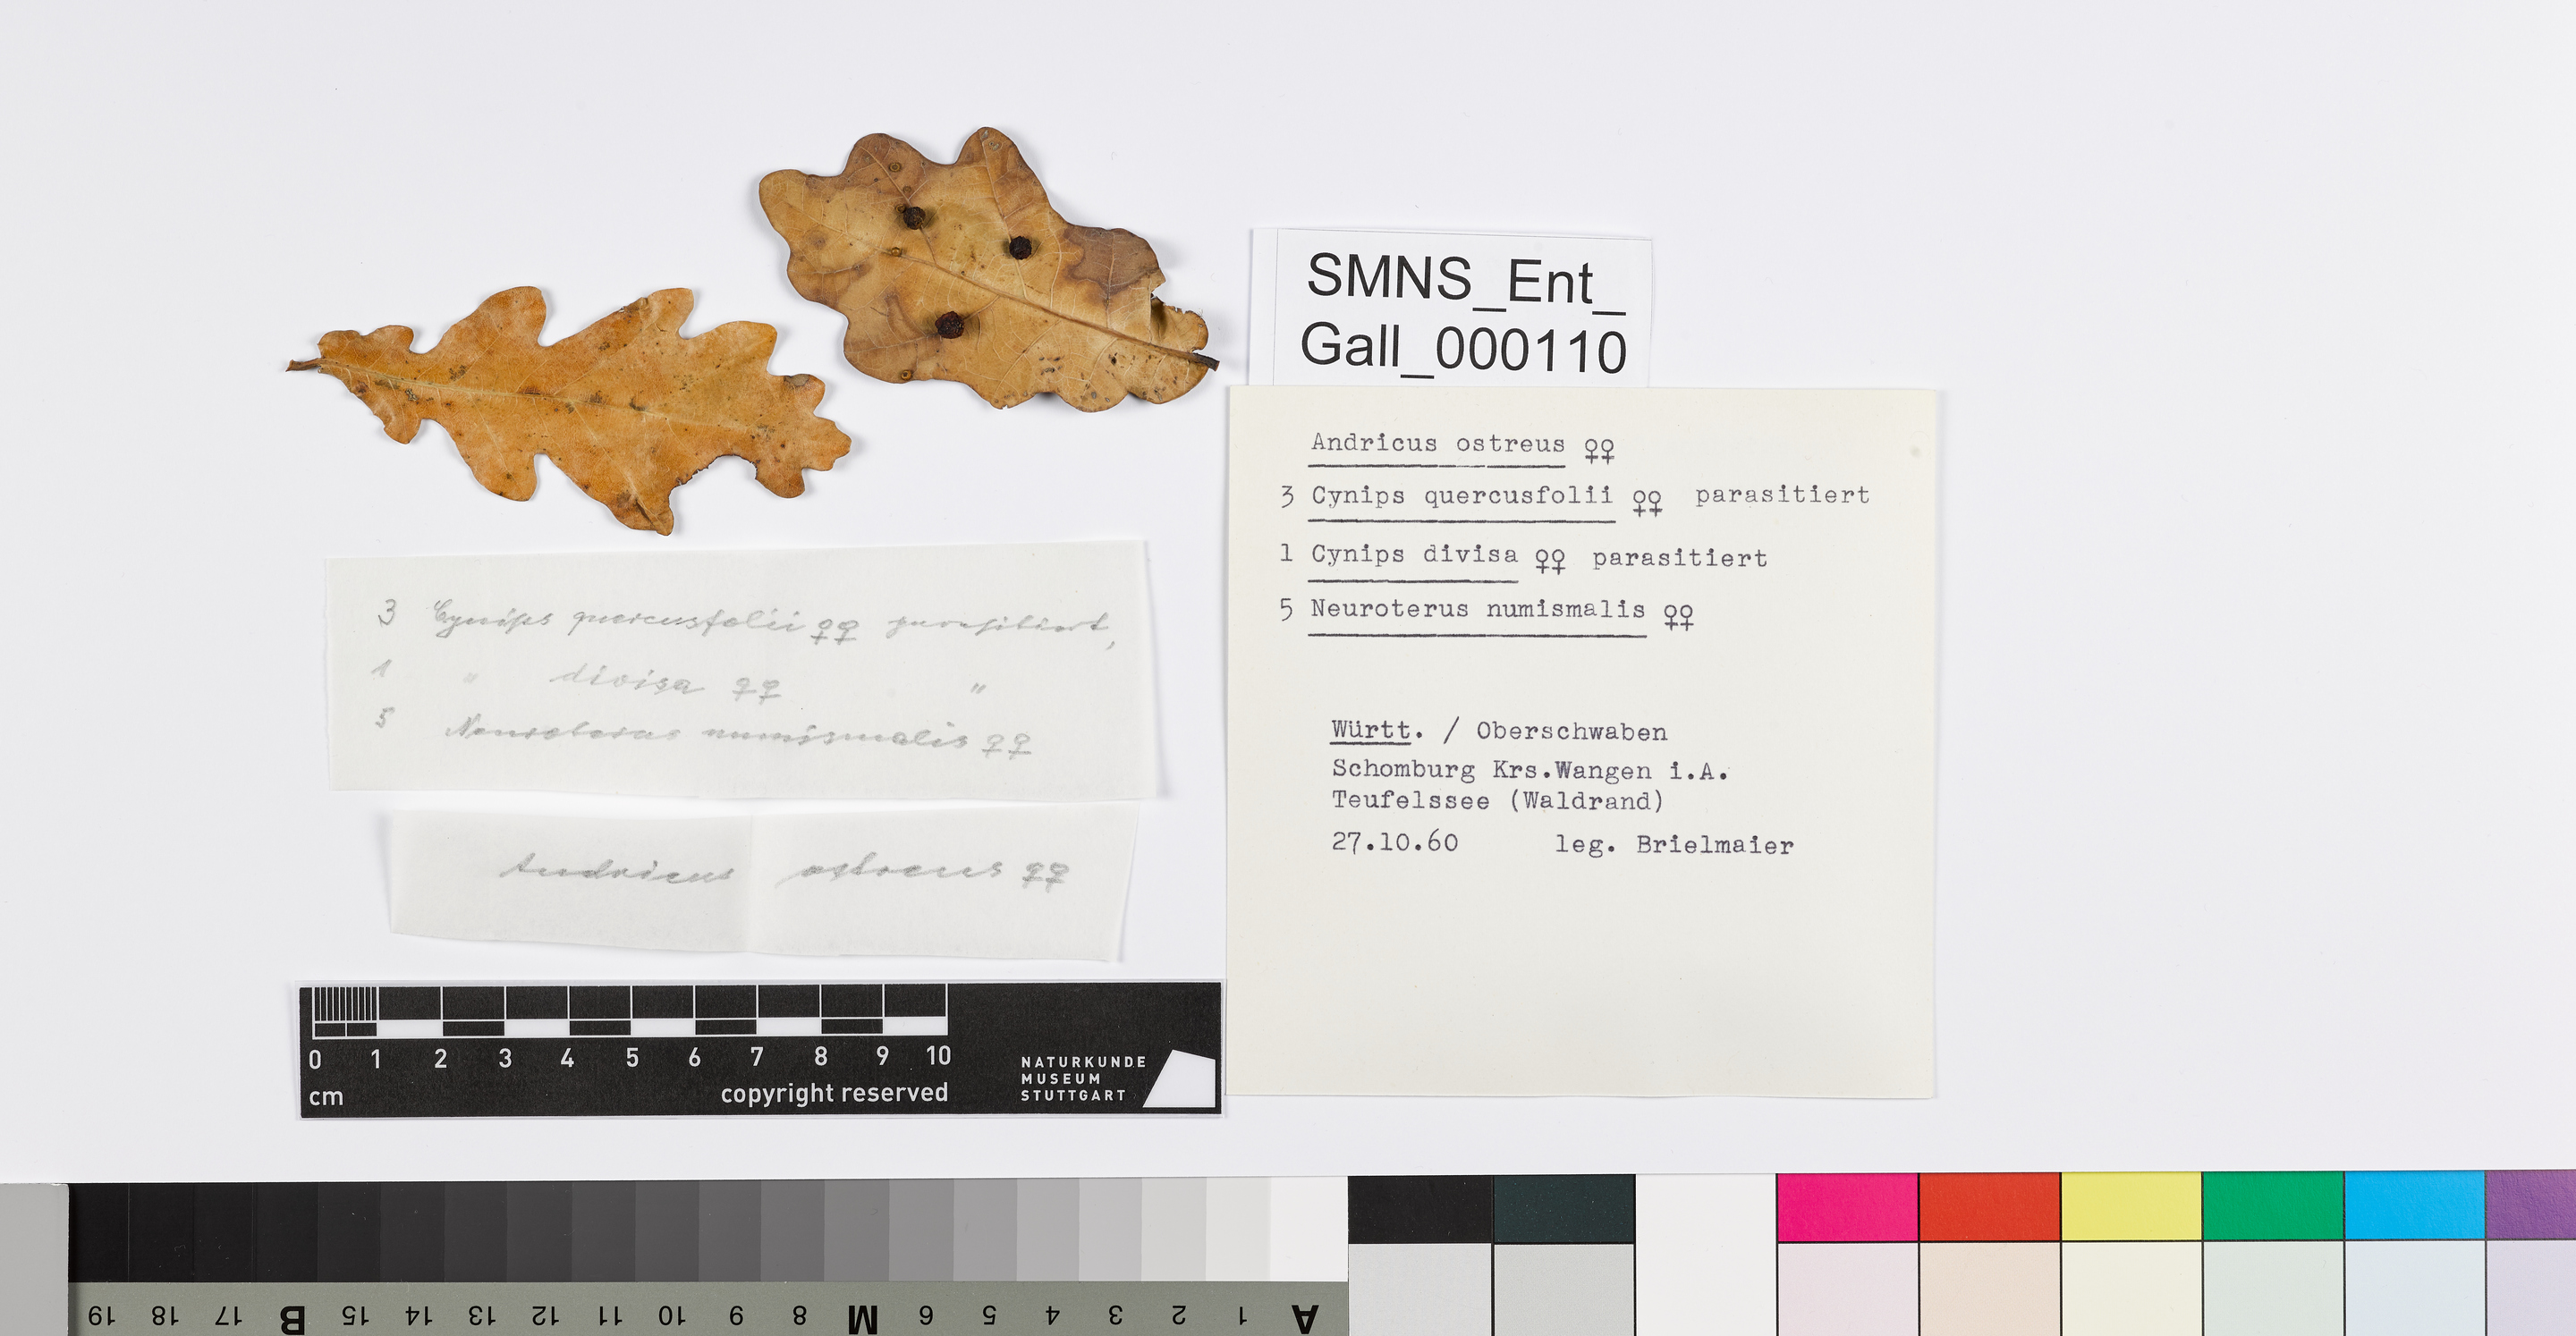 SMNS_Ent_
Gall_000110
Andricus ostreus ♀♀
3 Cynips quercusfolii ♀♀ parasitiert
1 Cynips divisa ♀♀ parasitiert
5 Neuroterus numismalis ♀♀
Württ. / Oberschwaben
Schomburg Krs.Wangen i.A.
Teufelssee (Waldrand)
27.10.60 leg. Brielmaier
3 Cynips quercusfolii ♀♀ parasitiert,
1 " divisa ♀♀ "
5 Neuroterus numismalis ♀♀
Andricus ostreus ♀♀
0 1 2 3 4 5 6 7 8 9 10
cm copyright reserved
NATURKUNDE
MUSEUM
STUTTGART
19 18 17 B 15 14 13 12 11 10 9 8 M 6 5 4 3 2 1 A